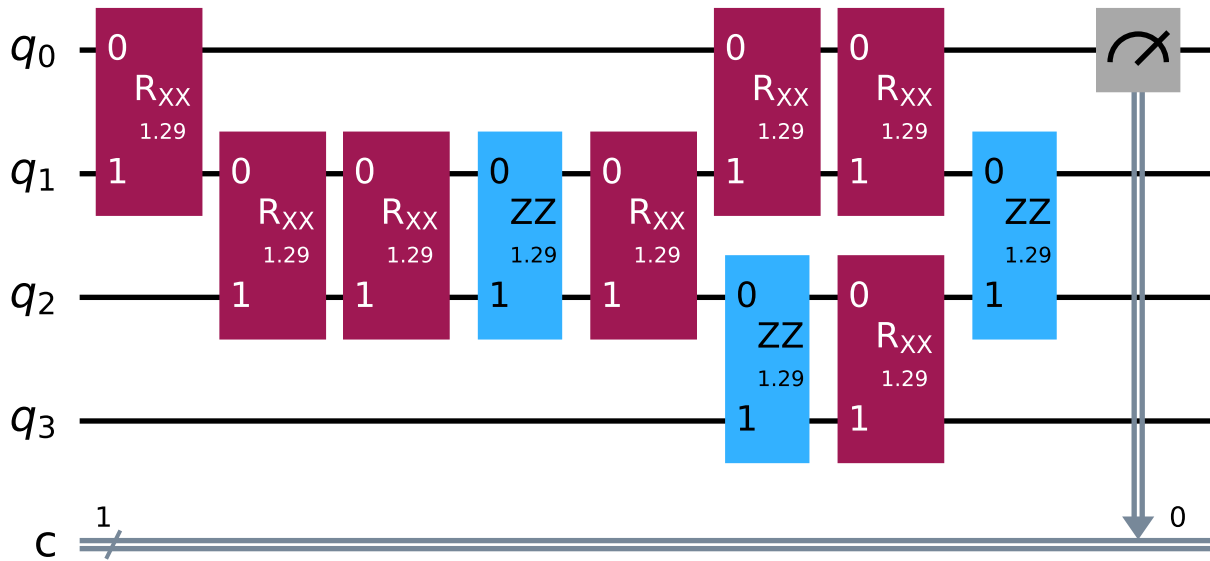 q0 0 0 0
RXX RXX RXX
1.29 1.29 1.29
q1 1 0 0 0 0 1 1 0
RXX RXX ZZ RXX ZZ
1.29 1.29 1.29 1.29 1.29
q2 1 1 1 1 0 0 1
ZZ RXX
1.29 1.29
q3 1 1
1 0
c